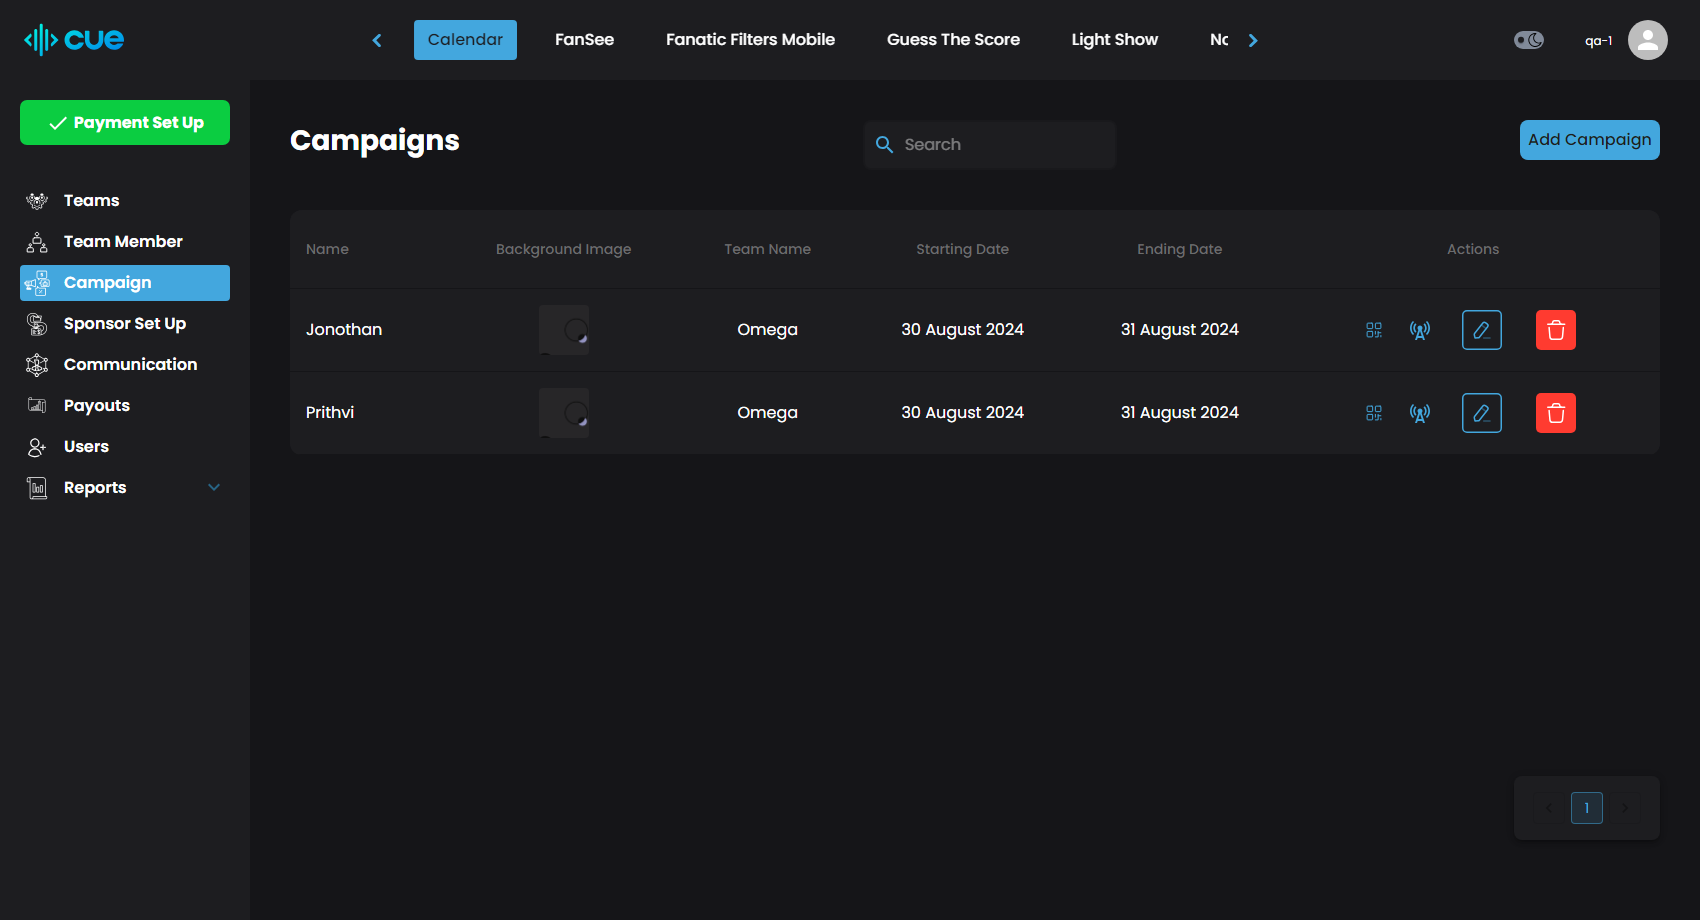 cue
Calendar FanSee Fanatic Filters Mobile Guess The Score Light Show
qa-1
Payment Set Up
Teams
Team Member
Campaign
Sponsor Set Up
Communication
Payouts
Users
Reports
Campaigns
Search
Add Campaign
Name Background Image Team Name Starting Date Ending Date Actions
Jonothan Omega 30 August 2024 31 August 2024
Prithvi Omega 30 August 2024 31 August 2024
1